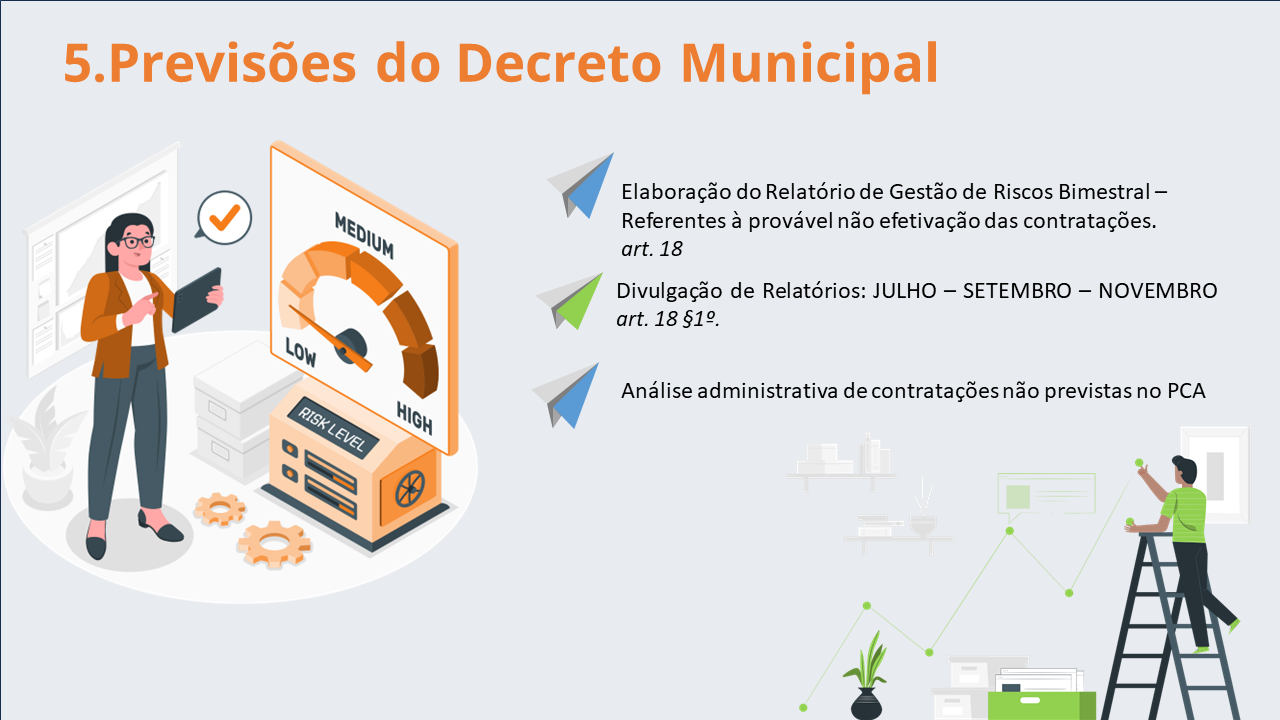 5.Previsões do Decreto Municipal
Elaboração do Relatório de Gestão de Riscos Bimestral –
Referentes à provável não efetivação das contratações.
art. 18
Divulgação de Relatórios: JULHO – SETEMBRO – NOVEMBRO
art. 18 §1º.
Análise administrativa de contratações não previstas no PCA
MEDIUM
LOW
HIGH
RISK LEVEL